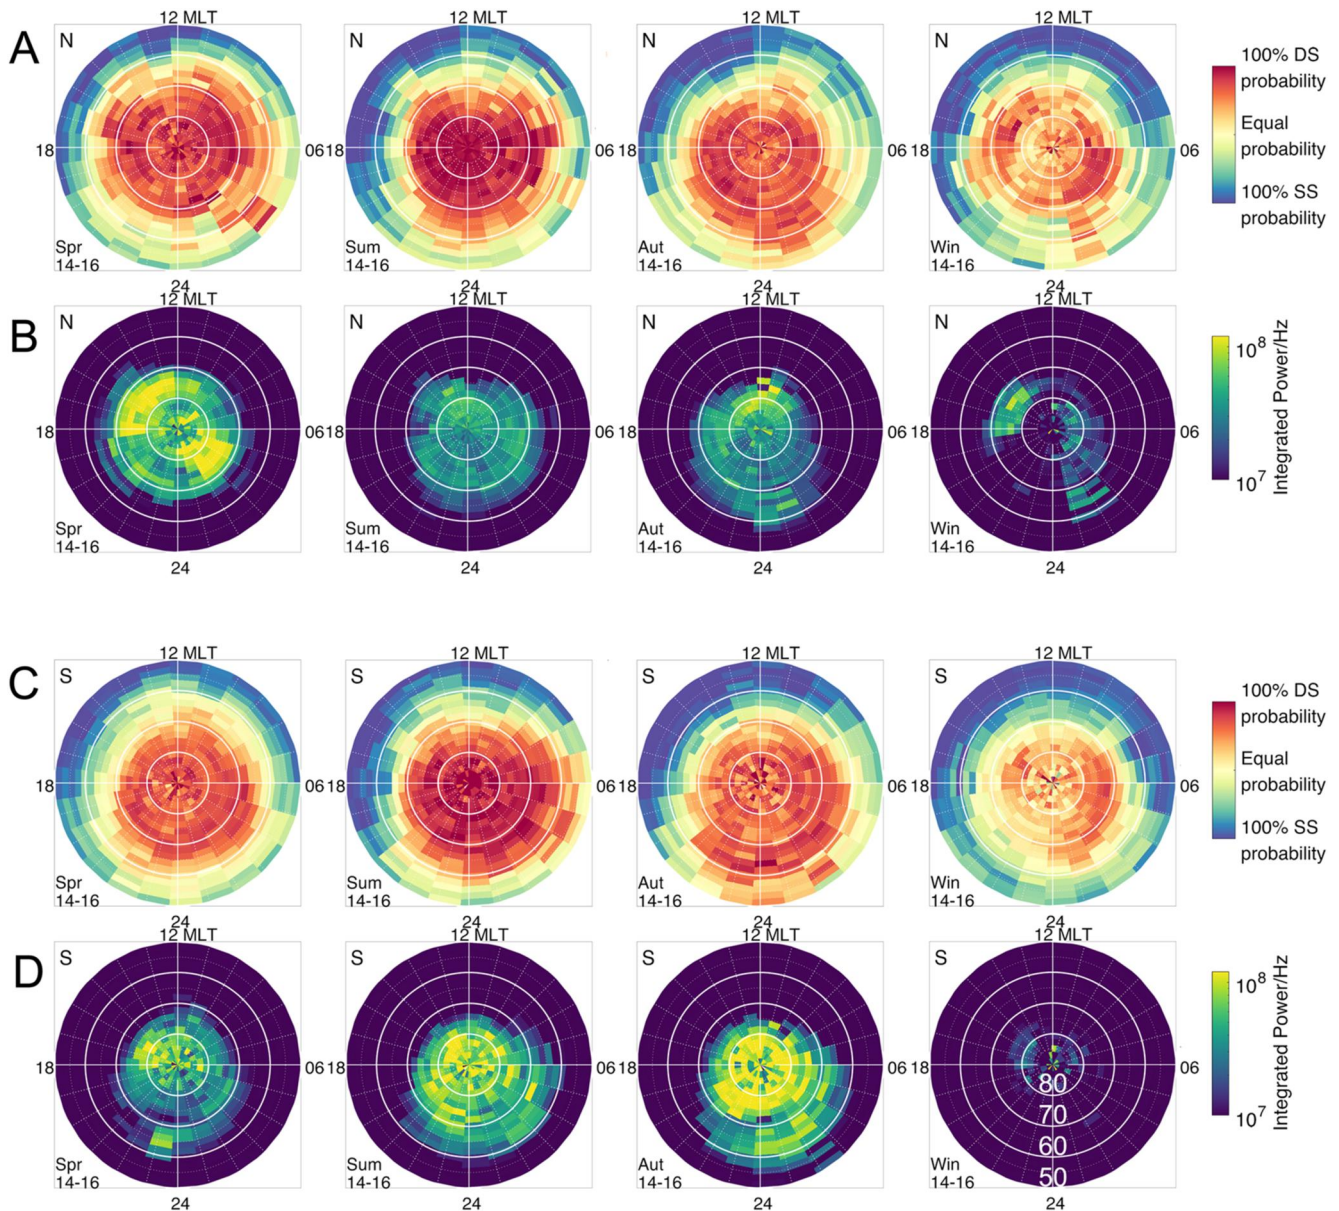 A
12 MLT
12 MLT
12 MLT
12 MLT
N
N
N
N
100% DS
probability
Equal
probability
100% SS
probability
18
06
18
06
18
06
18
06
Spr
14-16
Sum
14-16
Aut
14-16
Win
14-16
24
24
24
24
B
12 MLT
12 MLT
12 MLT
12 MLT
N
N
N
N
10^8
10^7
Integrated Power/Hz
18
06
18
06
18
06
18
06
Spr
14-16
Sum
14-16
Aut
14-16
Win
14-16
24
24
24
24
C
12 MLT
12 MLT
12 MLT
12 MLT
S
S
S
S
100% DS
probability
Equal
probability
100% SS
probability
18
06
18
06
18
06
18
06
Spr
14-16
Sum
14-16
Aut
14-16
Win
14-16
24
24
24
24
D
12 MLT
12 MLT
12 MLT
12 MLT
S
S
S
S
10^8
10^7
Integrated Power/Hz
18
06
18
06
18
06
18
06
80
70
60
50
Spr
14-16
Sum
14-16
Aut
14-16
Win
14-16
24
24
24
24